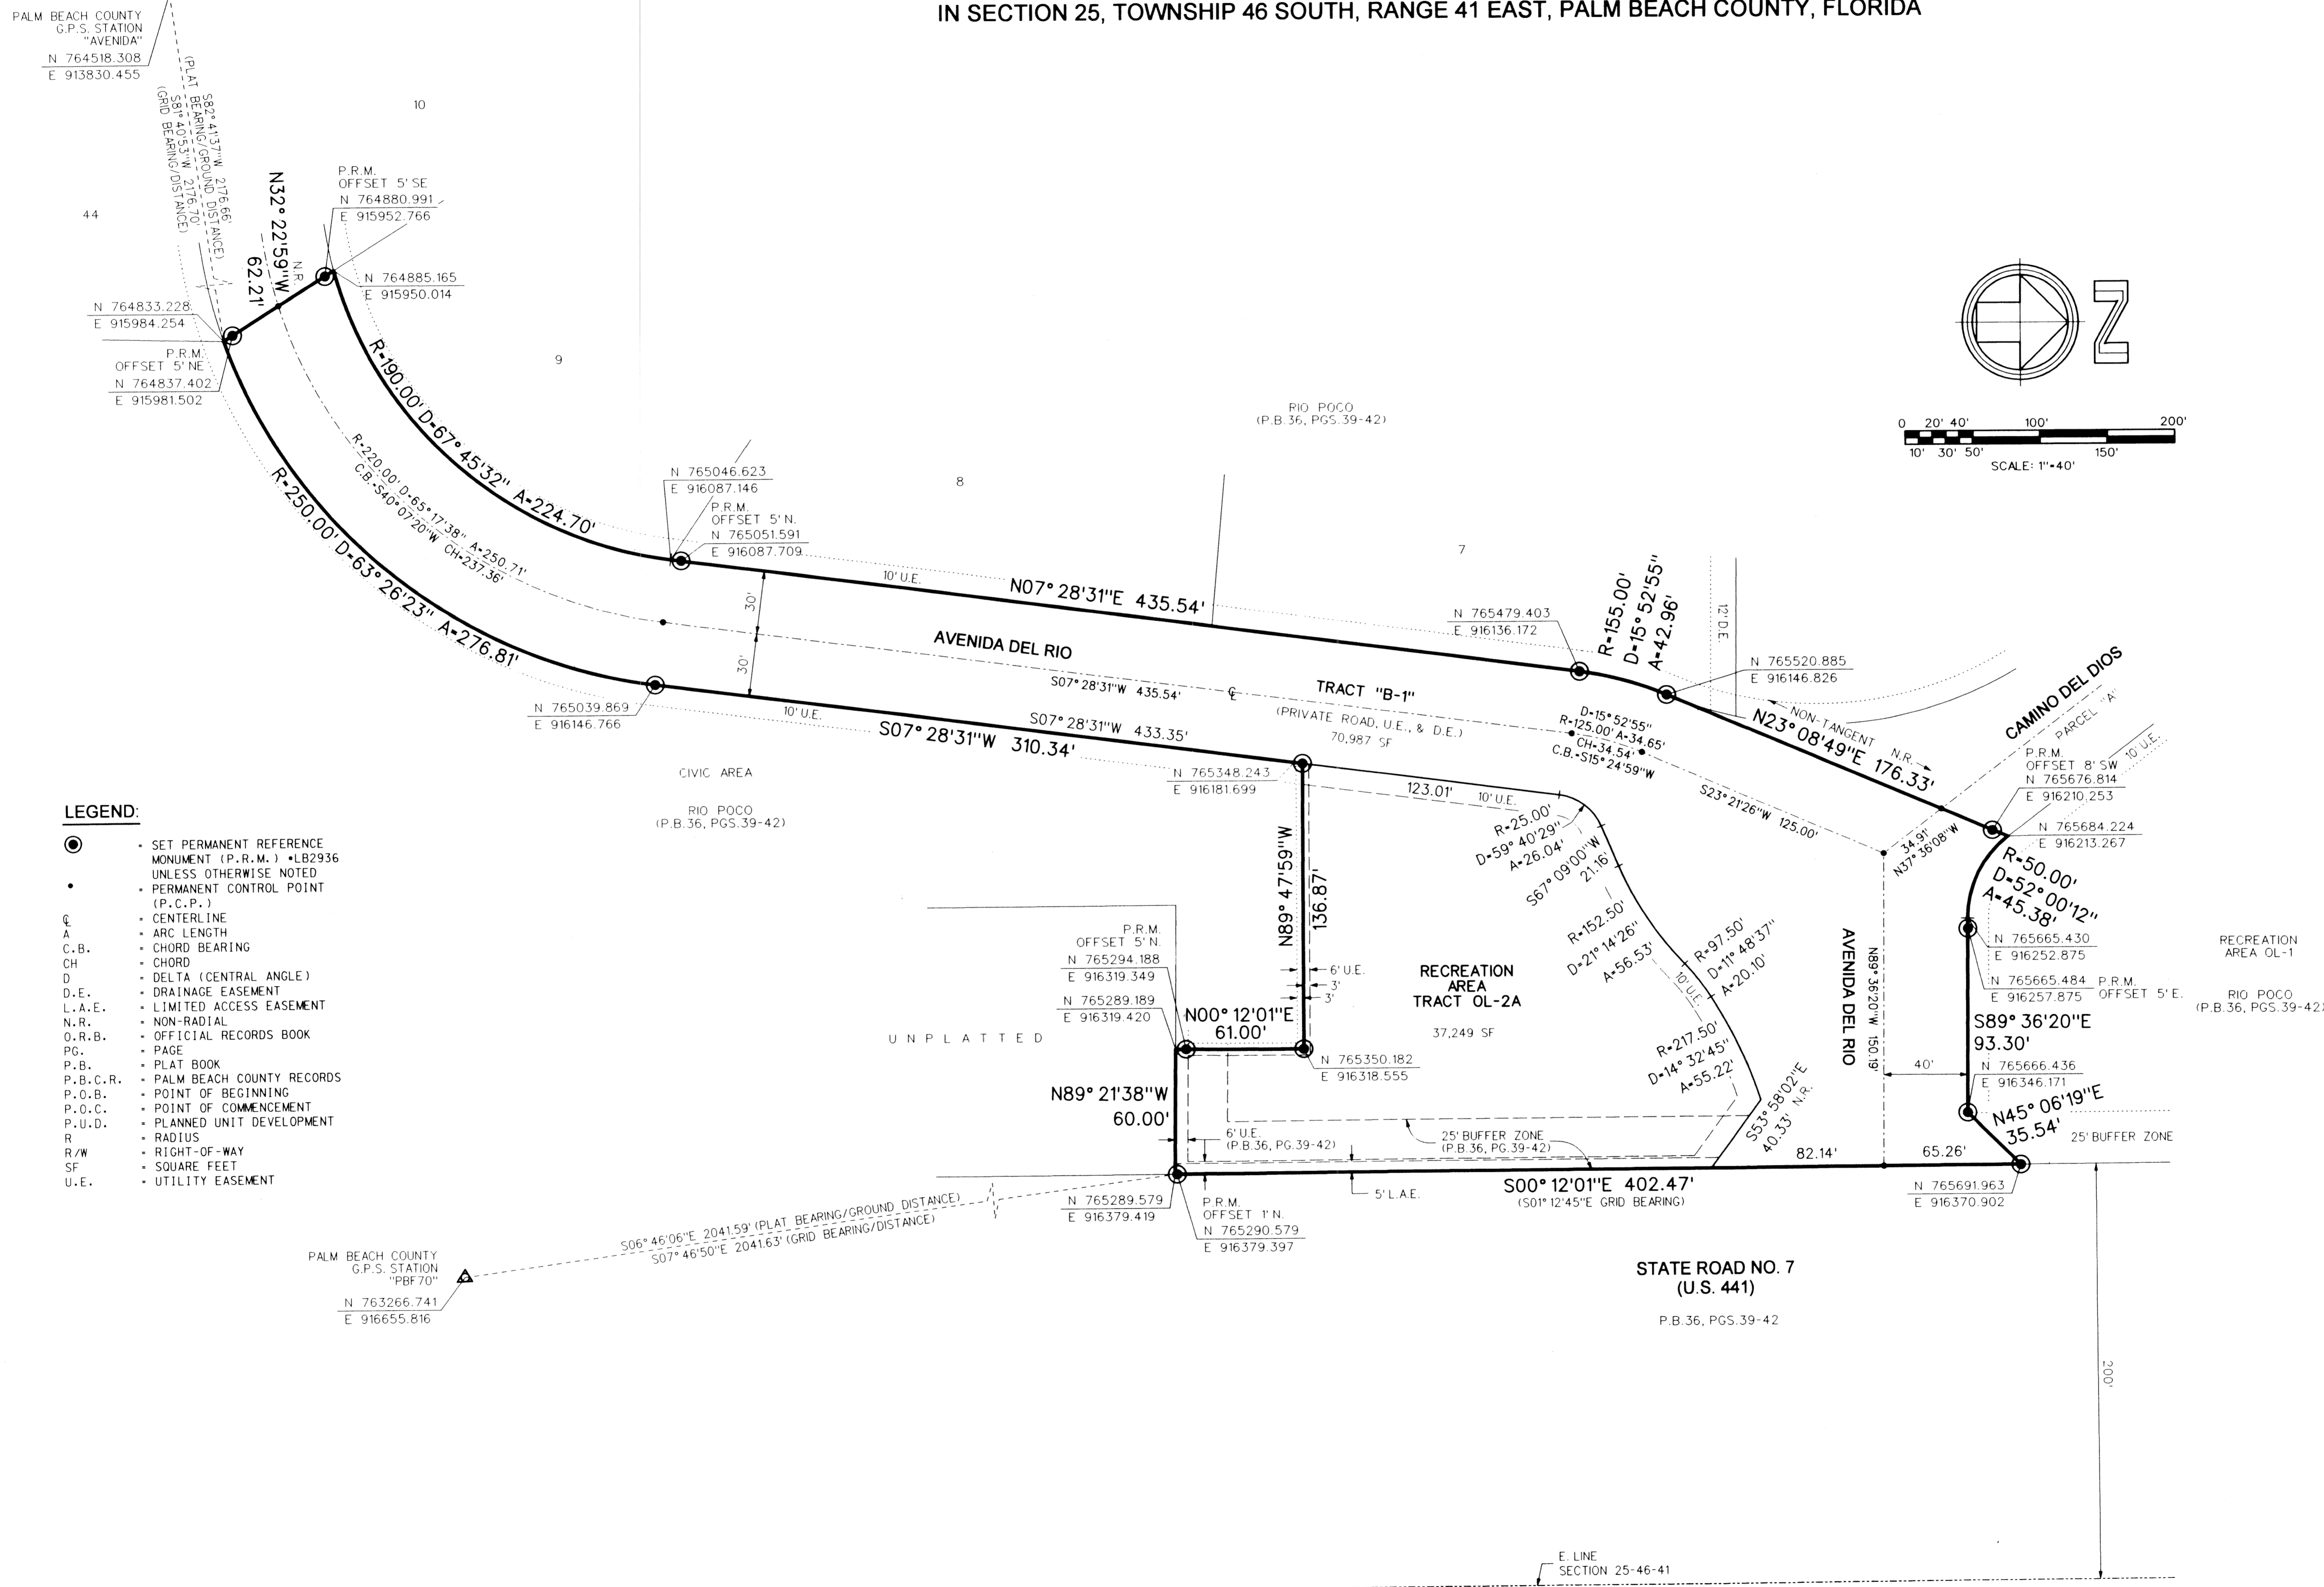 IN SECTION 25, TOWNSHIP 46 SOUTH, RANGE 41 EAST, PALM BEACH COUNTY, FLORIDA
PALM BEACH COUNTY
G.P.S. STATION
"AVENIDA"
N 764518.308
E 913830.455
S82°41'37"W 2176.66'
(PLAT BEARING/GROUND DISTANCE)
S81°40'53"W 2176.70'
(GRID BEARING/DISTANCE)
10
44
N32°22'59"W
62.21'
N.R.
P.R.M.
OFFSET 5' SE
N 764880.991
E 915952.766
N 764885.165
E 915950.014
N 764833.228
E 915984.254
P.R.M.
OFFSET 5' NE
N 764837.402
E 915981.502
9
R=190.00' D=67°45'32" A=224.70'
R=220.00' D=65°17'38" A=250.71'
C.B.=S40°07'20"W CH=237.36'
R=250.00' D=63°26'23" A=276.81'
N 765046.623
E 916087.146
P.R.M.
OFFSET 5' N.
N 765051.591
E 916087.709
8
RIO POCO
(P.B.36, PGS.39-42)
7
0 20' 40' 100' 200'
10' 30' 50' 150'
SCALE: 1"=40'
N
10' U.E.
N07°28'31"E 435.54'
30'
30'
AVENIDA DEL RIO
S07°28'31"W 435.54'
℄
TRACT "B-1"
(PRIVATE ROAD, U.E., & D.E.)
70,987 SF
N 765479.403
E 916136.172
R=155.00'
D=15°52'55"
A=42.96'
12' D.E.
N 765520.885
E 916146.826
NON-TANGENT
N.R.
N23°08'49"E 176.33'
CAMINO DEL DIOS
PARCEL "A"
10' U.E.
D=15°52'55"
R=125.00' A=34.65'
CH=34.54'
C.B.=S15°24'59"W
S23°21'26"W 125.00'
34.91'
N37°36'08"W
P.R.M.
OFFSET 8' SW
N 765676.814
E 916210.253
N 765684.224
E 916213.267
R=50.00'
D=52°00'12"
A=45.38'
N 765039.869
E 916146.766
10' U.E.
S07°28'31"W 433.35'
S07°28'31"W 310.34'
CIVIC AREA
RIO POCO
(P.B.36, PGS.39-42)
N 765348.243
E 916181.699
123.01'
10' U.E.
R=25.00'
D=59°40'29"
A=26.04'
S67°09'00"W
21.16'
R=152.50'
D=21°14'26"
A=56.53'
R=97.50'
D=11°48'37"
A=20.10'
10' U.E.
R=217.50'
D=14°32'45"
A=55.22'
S53°58'02"E
40.33' N.R.
N89°47'59"W
136.87'
6' U.E.
3'
3'
RECREATION
AREA
TRACT OL-2A
37,249 SF
AVENIDA DEL RIO
N89°36'20"W 150.19'
N 765665.430
E 916252.875
N 765665.484
E 916257.875
P.R.M.
OFFSET 5' E.
RECREATION
AREA OL-1
RIO POCO
(P.B.36, PGS.39-42)
S89°36'20"E
93.30'
40'
N 765666.436
E 916346.171
N45°06'19"E
35.54'
25' BUFFER ZONE
LEGEND:
= SET PERMANENT REFERENCE
MONUMENT (P.R.M.) #LB2936
UNLESS OTHERWISE NOTED
= PERMANENT CONTROL POINT
(P.C.P.)
℄ = CENTERLINE
A = ARC LENGTH
C.B. = CHORD BEARING
CH = CHORD
D = DELTA (CENTRAL ANGLE)
D.E. = DRAINAGE EASEMENT
L.A.E. = LIMITED ACCESS EASEMENT
N.R. = NON-RADIAL
O.R.B. = OFFICIAL RECORDS BOOK
PG. = PAGE
P.B. = PLAT BOOK
P.B.C.R. = PALM BEACH COUNTY RECORDS
P.O.B. = POINT OF BEGINNING
P.O.C. = POINT OF COMMENCEMENT
P.U.D. = PLANNED UNIT DEVELOPMENT
R = RADIUS
R/W = RIGHT-OF-WAY
SF = SQUARE FEET
U.E. = UTILITY EASEMENT
P.R.M.
OFFSET 5' N.
N 765294.188
E 916319.349
N 765289.189
E 916319.420
UNPLATTED
N00°12'01"E
61.00'
N 765350.182
E 916318.555
N89°21'38"W
60.00'
6' U.E.
(P.B.36, PG.39-42)
25' BUFFER ZONE
(P.B.36, PG.39-42)
82.14'
65.26'
5' L.A.E.
S00°12'01"E 402.47'
(S01°12'45"E GRID BEARING)
N 765691.963
E 916370.902
N 765289.579
E 916379.419
P.R.M.
OFFSET 1' N.
N 765290.579
E 916379.397
S06°46'06"E 2041.59' (PLAT BEARING/GROUND DISTANCE)
S07°46'50"E 2041.63' (GRID BEARING/DISTANCE)
PALM BEACH COUNTY
G.P.S. STATION
"PBF70"
N 763266.741
E 916655.816
STATE ROAD NO. 7
(U.S. 441)
P.B.36, PGS.39-42
200'
E. LINE
SECTION 25-46-41